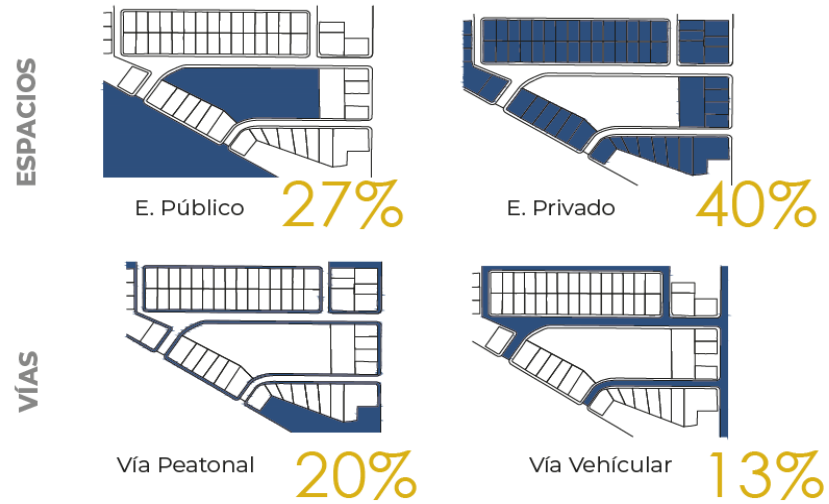 ESPACIOS
E. Público 27%
E. Privado 40%
VÍAS
Vía Peatonal 20%
Vía Vehícular 13%